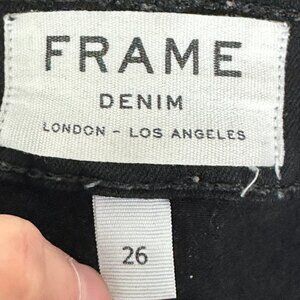 FRAME
DENIM
LONDON - LOS ANGELES
26